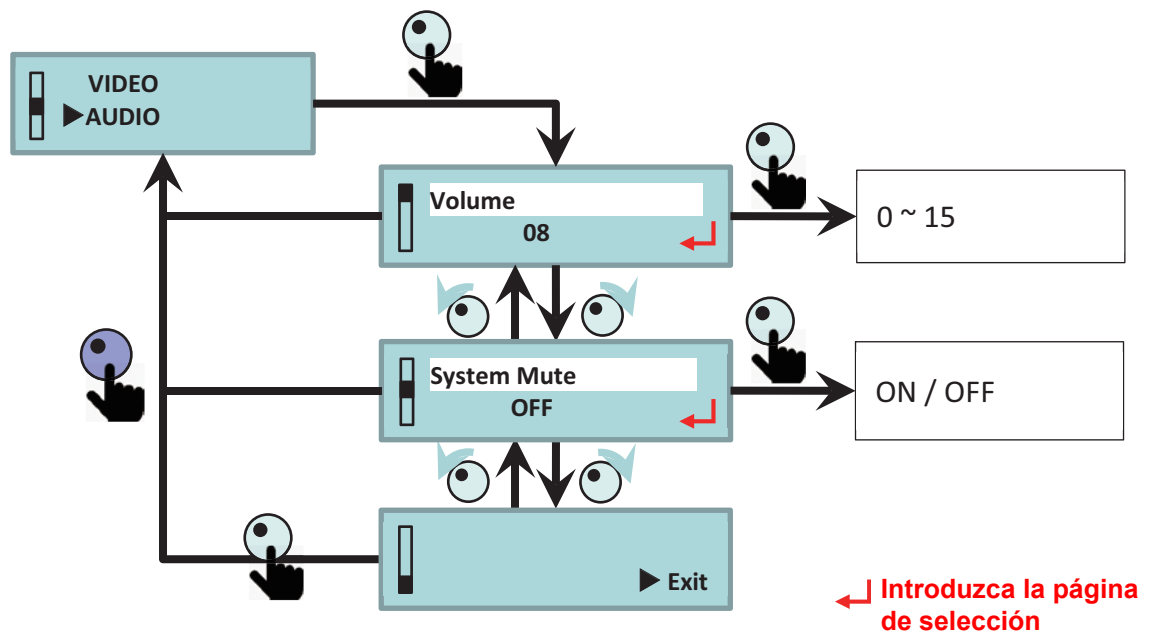 VIDEO
▶AUDIO
Volume
08
0 ~ 15
System Mute
OFF
ON / OFF
▶ Exit
Introduzca la página
de selección